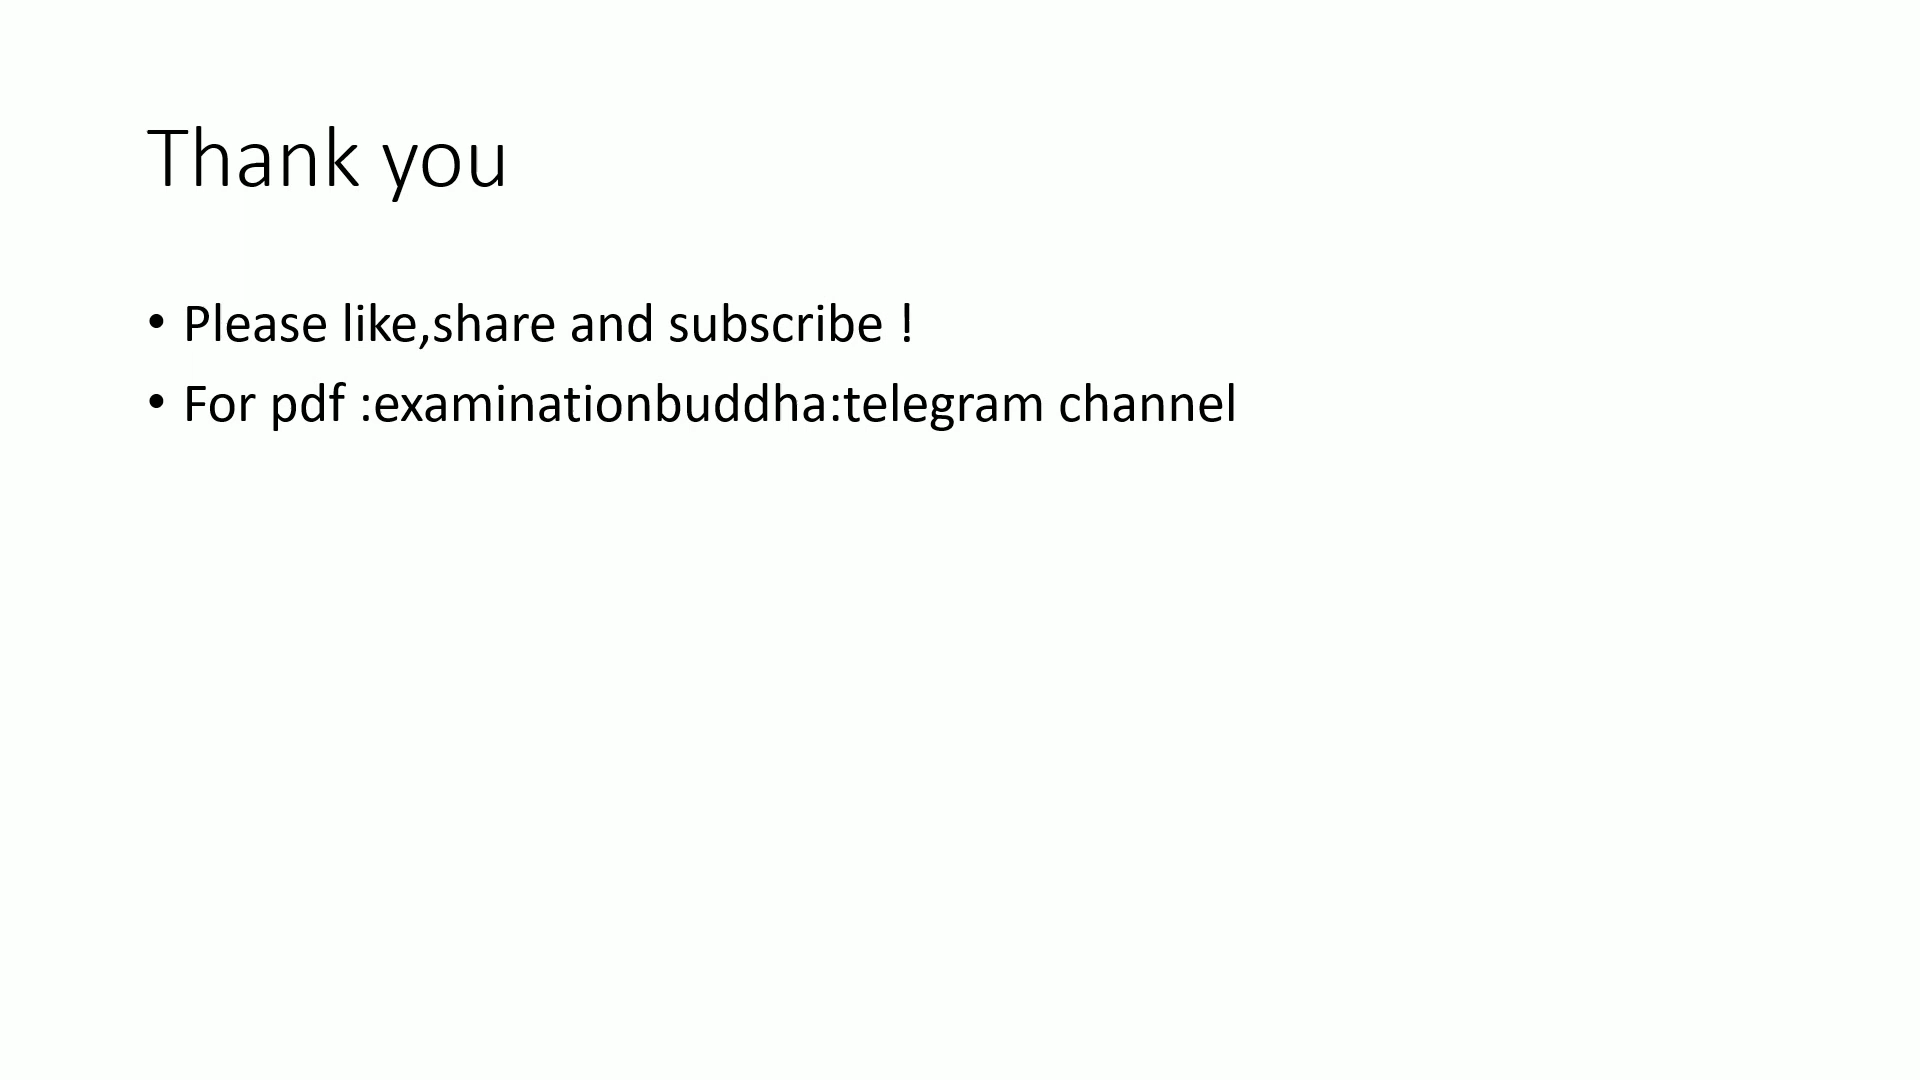 Thank you
• Please like,share and subscribe !
• For pdf :examinationbuddha:telegram channel